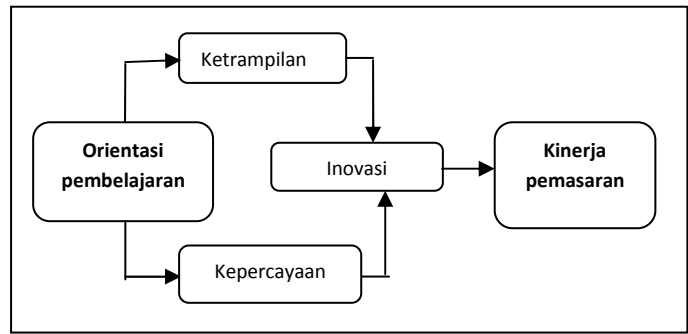 Ketrampilan
Orientasi
pembelajaran
Inovasi
Kinerja
pemasaran
Kepercayaan